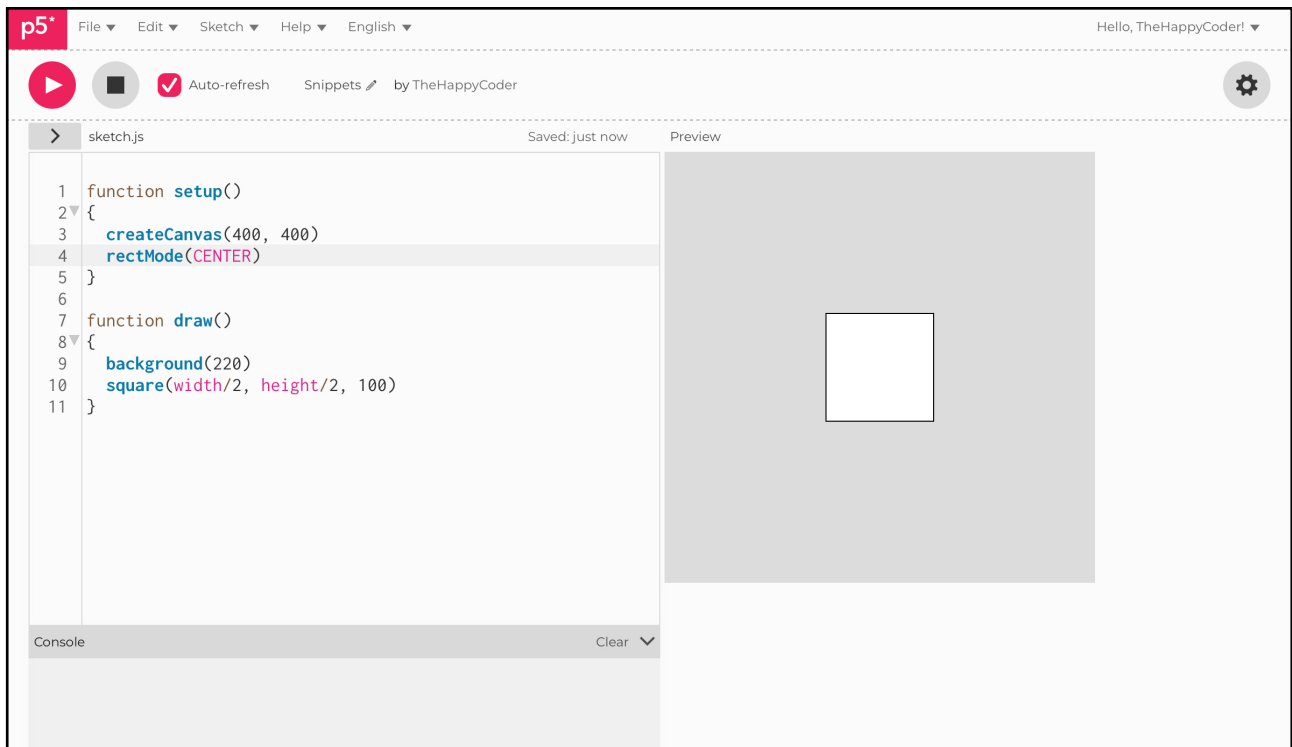 p5* File Edit Sketch Help English Hello, TheHappyCoder!
Auto-refresh Snippets by TheHappyCoder
sketch.js Saved: just now Preview
1 function setup()
2 {
3 createCanvas(400, 400)
4 rectMode(CENTER)
5 }
6
7 function draw()
8 {
9 background(220)
10 square(width/2, height/2, 100)
11 }
Console Clear